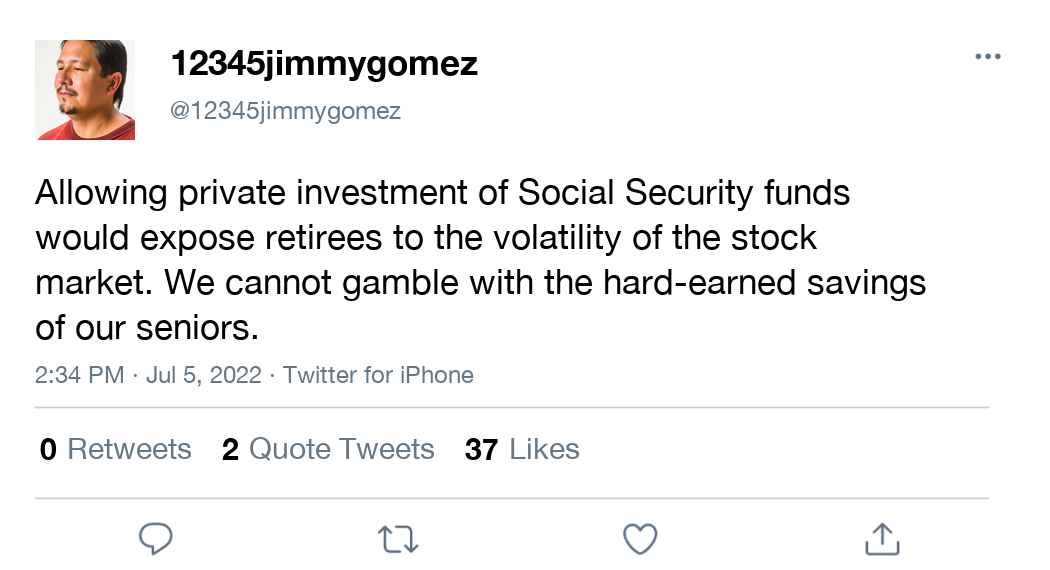 12345jimmygomez
@12345jimmygomez
Allowing private investment of Social Security funds
would expose retirees to the volatility of the stock
market. We cannot gamble with the hard-earned savings
of our seniors.
2:34 PM · Jul 5, 2022 · Twitter for iPhone
0 Retweets 2 Quote Tweets 37 Likes